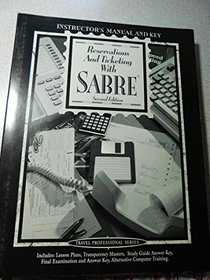 INSTRUCTOR'S MANUAL AND KEY
Reservations
And Ticketing
With
SABRE
Second Edition
TRAVEL PROFESSIONAL SERIES
Includes: Lesson Plans, Transparency Masters, Study Guide Answer Key,
Final Examination and Answer Key, Alternative Computer Training